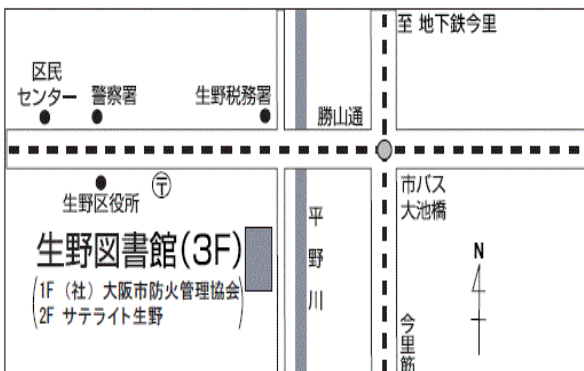 至 地下鉄今里
区民
センター
警察署
生野税務署
勝山通
〒
生野区役所
市バス
大池橋
平野川
生野図書館(3F)
1F (社) 大阪市防火管理協会
2F サテライト生野
N
今里筋